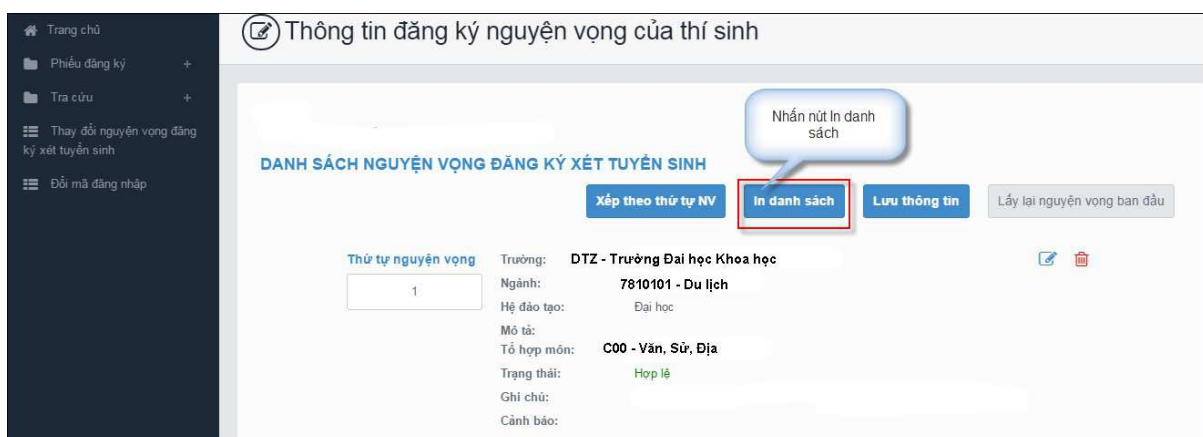 Trang chủ
Phiếu đăng ký +
Tra cứu +
Thay đổi nguyện vọng đăng
ký xét tuyển sinh
Đổi mã đăng nhập
Thông tin đăng ký nguyện vọng của thí sinh
Nhấn nút In danh
sách
DANH SÁCH NGUYỆN VỌNG ĐĂNG KÝ XÉT TUYỂN SINH
Xếp theo thứ tự NV
In danh sách
Lưu thông tin
Lấy lại nguyện vọng ban đầu
Thứ tự nguyện vọng
1
Trường: DTZ - Trường Đai học Khoa học
Ngành: 7810101 - Du lịch
Hệ đào tạo: Đại học
Mô tả:
Tổ hợp môn: C00 - Văn, Sử, Địa
Trạng thái: Hợp lệ
Ghi chú:
Cảnh báo: